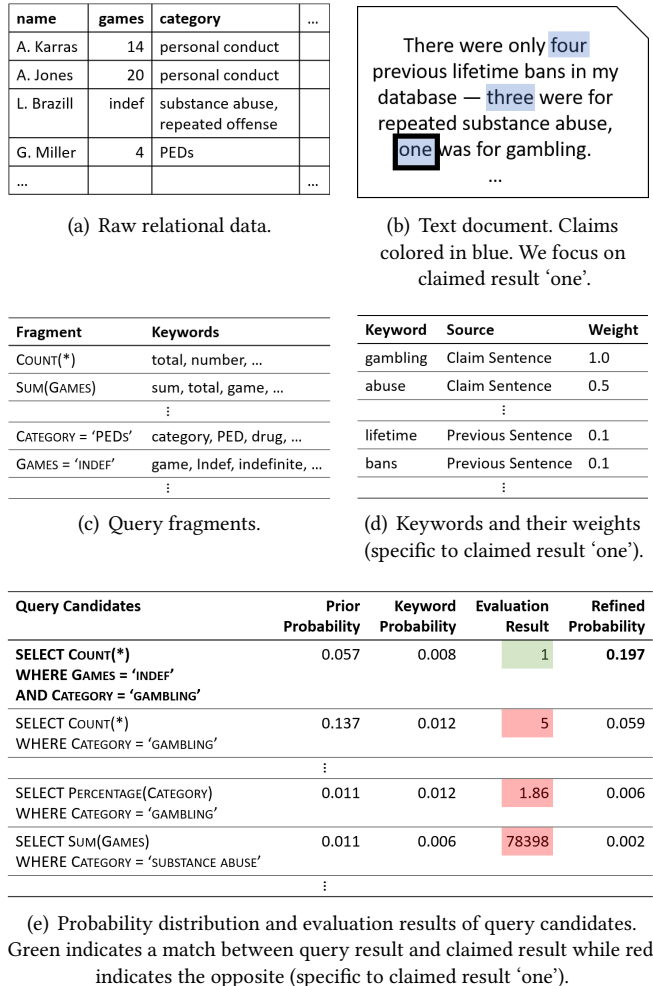 name games category ...
A. Karras 14 personal conduct
A. Jones 20 personal conduct
L. Brazill indef substance abuse,
repeated offense
G. Miller 4 PEDs
... ...
(a) Raw relational data.
There were only four
previous lifetime bans in my
database — three were for
repeated substance abuse,
one was for gambling.
...
(b) Text document. Claims
colored in blue. We focus on
claimed result ‘one’.
Fragment Keywords
COUNT(*) total, number, ...
SUM(GAMES) sum, total, game, ...
⋮
CATEGORY = ‘PEDS’ category, PED, drug, ...
GAMES = ‘INDEF’ game, Indef, indefinite, ...
⋮
(c) Query fragments.
Keyword Source Weight
gambling Claim Sentence 1.0
abuse Claim Sentence 0.5
⋮
lifetime Previous Sentence 0.1
bans Previous Sentence 0.1
⋮
(d) Keywords and their weights
(specific to claimed result ‘one’).
Query Candidates Prior Keyword Evaluation Refined
Probability Probability Result Probability
SELECT COUNT(*) 0.057 0.008 1 0.197
WHERE GAMES = ‘INDEF’
AND CATEGORY = ‘GAMBLING’
SELECT COUNT(*) 0.137 0.012 5 0.059
WHERE CATEGORY = ‘GAMBLING’
⋮
SELECT PERCENTAGE(CATEGORY) 0.011 0.012 1.86 0.006
WHERE CATEGORY = ‘GAMBLING’
SELECT SUM(GAMES) 0.011 0.006 78398 0.002
WHERE CATEGORY = ‘SUBSTANCE ABUSE’
⋮
(e) Probability distribution and evaluation results of query candidates.
Green indicates a match between query result and claimed result while red
indicates the opposite (specific to claimed result ‘one’).